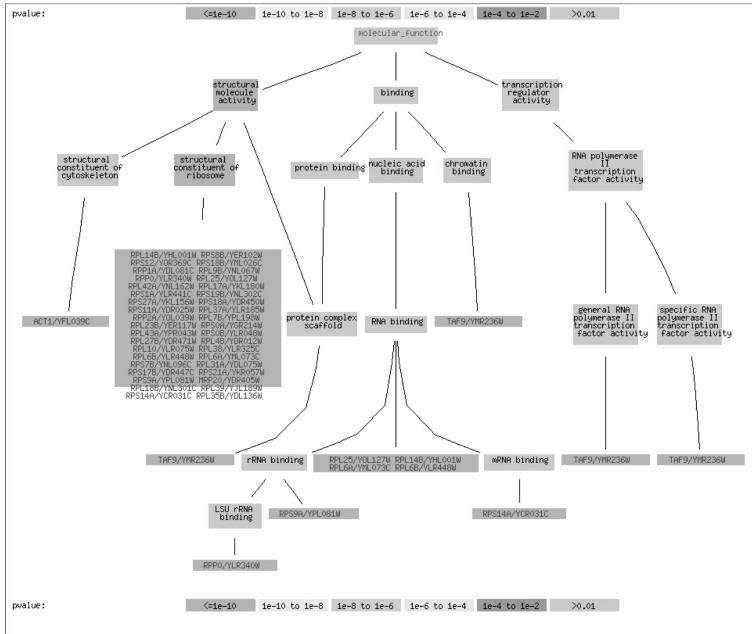 pvalue: <=1e-10 1e-10 to 1e-8 1e-8 to 1e-6 1e-6 to 1e-4 1e-4 to 1e-2 >0.01
molecular_function
structural
molecule
activity
binding
transcription
regulator
activity
structural
constituent of
cytoskeleton
structural
constituent of
ribosome
protein binding
nucleic acid
binding
chromatin
binding
RNA polymerase
II
transcription
factor activity
RPL14B/YHL001W RPS8B/YER102W
RPS12/YOR369C RPS18B/YML026C
RPP1A/YDL081C RPL9B/YNL067W
RPP0/YLR340W RPL25/YOL127W
RPL42A/YNL162W RPL17A/YKL180W
RPS1A/YLR441C RPS19B/YNL302C
RPS27A/YHL156W RPS18A/YDR450W
RPS11A/YDR025W RPL37A/YLR185W
RPP2A/YOL039W RPL7B/YPL198W
RPL23B/YER117W RPS0A/YGR214W
RPL43A/YPR043W RPS0B/YLR048W
RPL27B/YDR471W RPL4B/YDR012W
RPL10/YLR075W RPL38/YLR325C
RPL6B/YLR448W RPL6A/YML073C
RPS7B/YNL096C RPL31A/YDL075W
RPS17B/YDR447C RPS21A/YKR057W
RPS9A/YPL081W MRP20/YDR405W
RPL18B/YNL301C RPL39/YJL189W
RPS14A/YCR031C RPL35B/YDL136W
ACT1/YFL039C
protein complex
scaffold
RNA binding
TAF9/YMR236W
general RNA
polymerase II
transcription
factor activity
specific RNA
polymerase II
transcription
factor activity
TAF9/YMR236W
rRNA binding
RPL25/YOL127W RPL14B/YHL001W
RPL6A/YML073C RPL6B/YLR448W
mRNA binding
TAF9/YMR236W
TAF9/YMR236W
LSU rRNA
binding
RPS9A/YPL081W
RPS14A/YCR031C
RPP0/YLR340W
pvalue: <=1e-10 1e-10 to 1e-8 1e-8 to 1e-6 1e-6 to 1e-4 1e-4 to 1e-2 >0.01